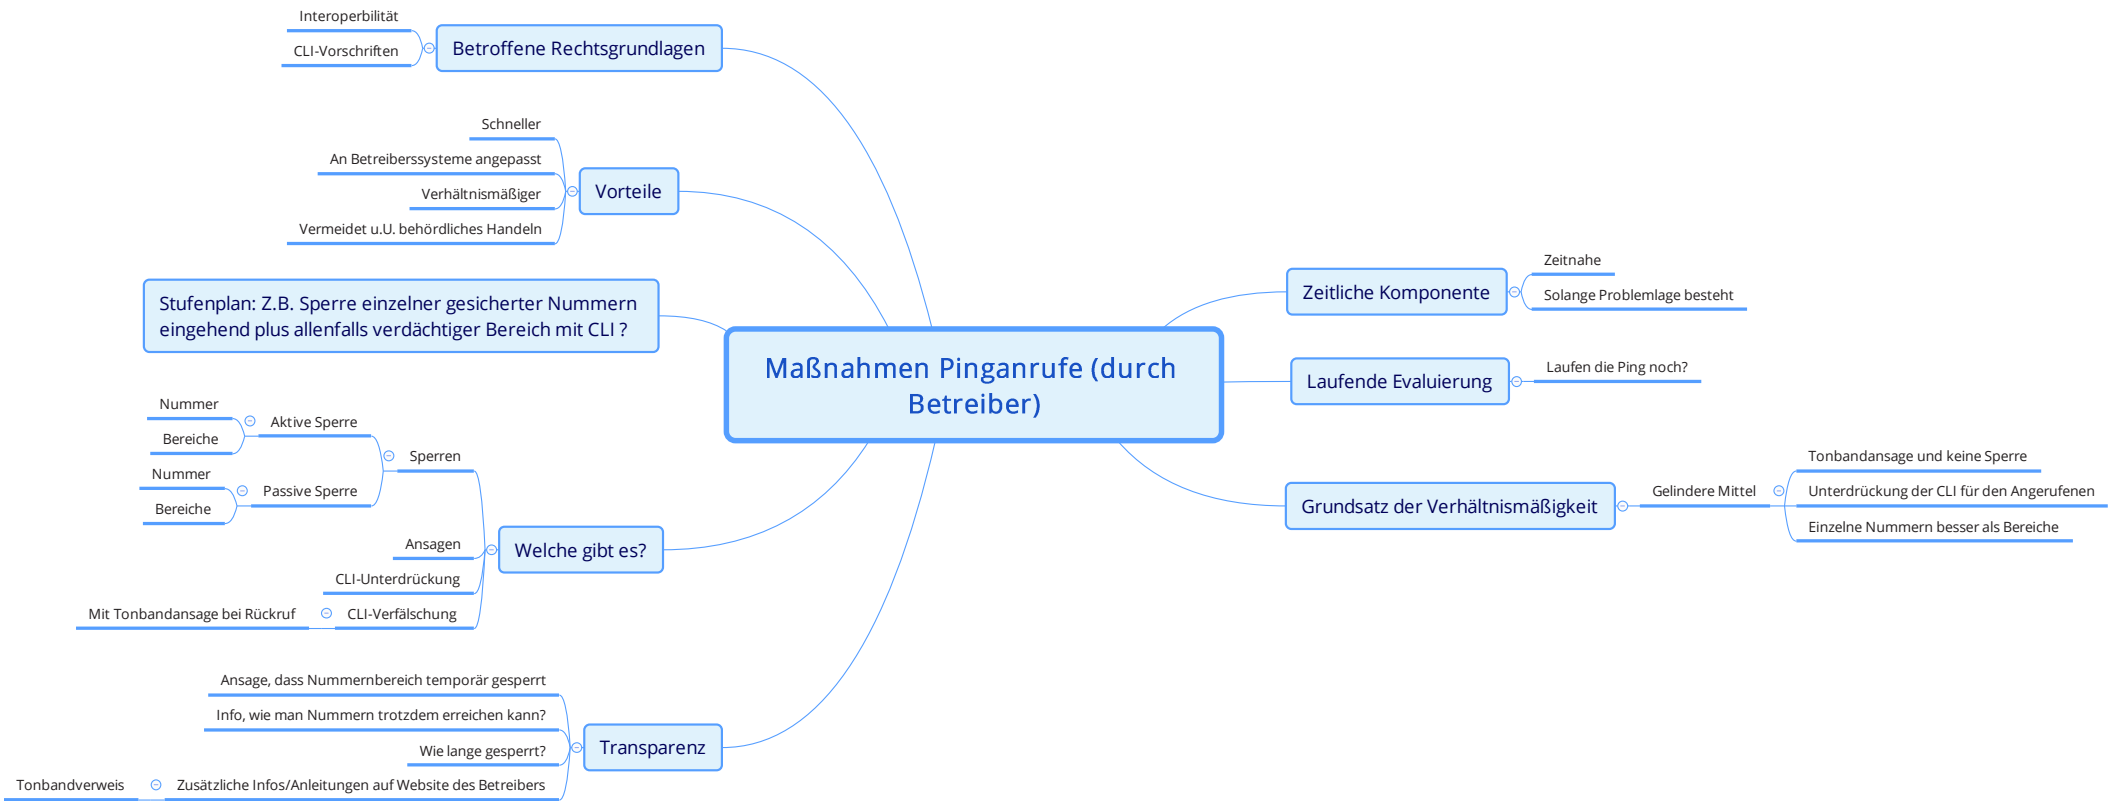 Interoperbilität
CLI-Vorschriften
Betroffene Rechtsgrundlagen
Schneller
An Betreiberssysteme angepasst
Verhältnismäßiger
Vermeidet u.U. behördliches Handeln
Vorteile
Stufenplan: Z.B. Sperre einzelner gesicherter Nummern
eingehend plus allenfalls verdächtiger Bereich mit CLI ?
Nummer
Bereiche
Aktive Sperre
Nummer
Bereiche
Passive Sperre
Sperren
Ansagen
CLI-Unterdrückung
Mit Tonbandansage bei Rückruf
CLI-Verfälschung
Welche gibt es?
Ansage, dass Nummernbereich temporär gesperrt
Info, wie man Nummern trotzdem erreichen kann?
Wie lange gesperrt?
Tonbandverweis
Zusätzliche Infos/Anleitungen auf Website des Betreibers
Transparenz
Maßnahmen Pinganrufe (durch
Betreiber)
Zeitliche Komponente
Zeitnahe
Solange Problemlage besteht
Laufende Evaluierung
Laufen die Ping noch?
Grundsatz der Verhältnismäßigkeit
Gelindere Mittel
Tonbandansage und keine Sperre
Unterdrückung der CLI für den Angerufenen
Einzelne Nummern besser als Bereiche